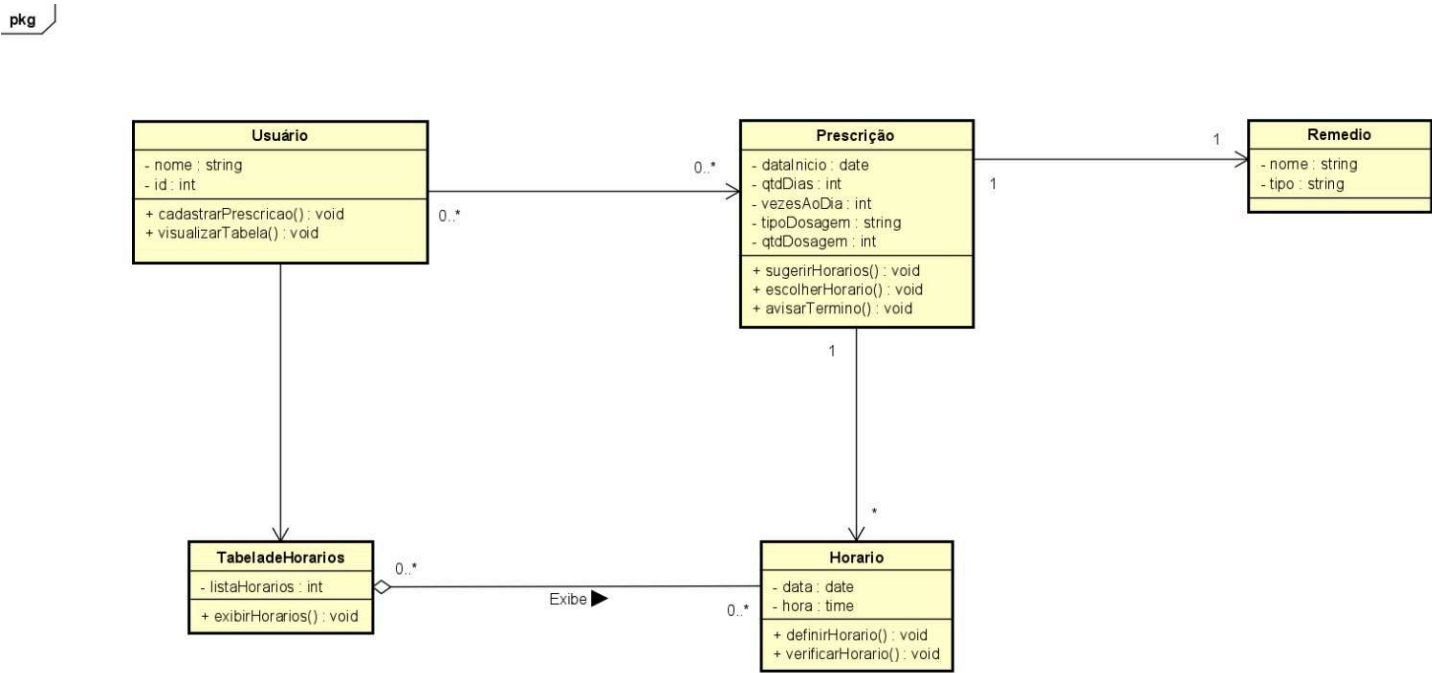 pkg
Usuário
- nome : string
- id : int
+ cadastrarPrescricao() : void
+ visualizarTabela() : void
0..*
0..*
Prescrição
- dataInicio : date
- qtdDias : int
- vezesAoDia : int
- tipoDosagem : string
- qtdDosagem : int
+ sugerirHorarios() : void
+ escolherHorario() : void
+ avisarTermino() : void
1
1
Remedio
- nome : string
- tipo : string
1
*
TabeladeHorarios
- listaHorarios : int
+ exibirHorarios() : void
0..*
Exibe
0..*
Horario
- data : date
- hora : time
+ definirHorario() : void
+ verificarHorario() : void